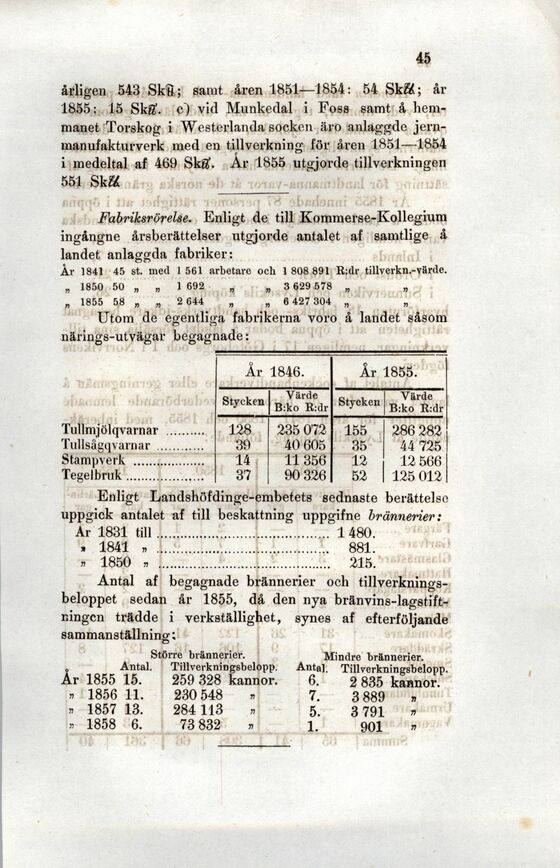 45
årligen 543 Sk℔; samt åren 1851—1854: 54 Sk℔; år
1855: 15 Sk℔. c) vid Munkedal i Foss samt å hem-
manet Torskog i Westerlanda socken äro anlaggde jern-
manufakturverk med en tillverkning för åren 1851—1854
i medeltal af 469 Sk℔. År 1855 utgjorde tillverkningen
551 Sk℔
Fabriksrörelse. Enligt de till Kommerse-Kollegium
ingångne årsberättelser utgjorde antalet af samtlige å
landet anlaggda fabriker:
År 1841 45 st. med 1 561 arbetare och 1 808 891 R:dr tillverkn.-värde.
„ 1850 50 „ „ 1 692 „ „ 3 629 578 „ „
„ 1855 58 „ „ 2 644 „ „ 6 427 304 „ „
Utom de egentliga fabrikerna voro å landet såsom
närings-utvägar begagnade:
År 1846. År 1855.
Stycken Värde B:ko R:dr Stycken Värde B:ko R:dr
Tullmjölqvarnar .......... 128 235 072 155 286 282
Tullsågqvarnar ............ 39 40 605 35 44 725
Stampverk .................. 14 11 356 12 12 566
Tegelbruk .................... 37 90 326 52 125 012
Enligt Landshöfdinge-embetets sednaste berättelse
uppgick antalet af till beskattning uppgifne brännerier:
År 1831 till ........................................ 1 480.
„ 1841 „ ........................................ 881.
„ 1850 „ ........................................ 215.
Antal af begagnade brännerier och tillverknings-
beloppet sedan år 1855, då den nya bränvins-lagstift-
ningen trädde i verkställighet, synes af efterföljande
sammanställning:
Större brännerier. Mindre brännerier.
Antal. Tillverkningsbelopp. Antal. Tillverkningsbelopp.
År 1855 15. 259 328 kannor. 6. 2 835 kannor.
„ 1856 11. 230 548 „ 7. 3 889 „
„ 1857 13. 284 113 „ 5. 3 791 „
„ 1858 6. 73 832 „ 1. 901 „